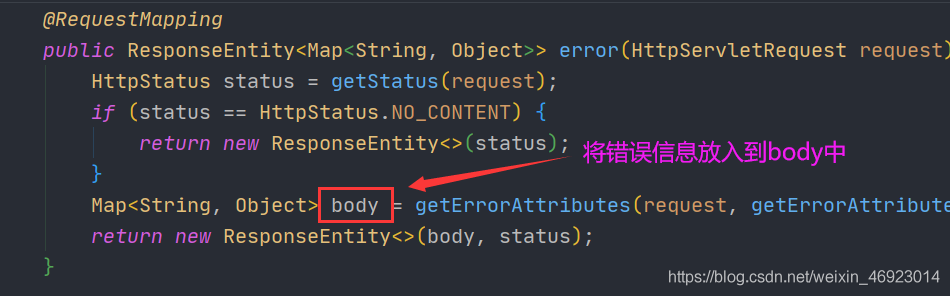 @RequestMapping
public ResponseEntity<Map<String, Object>> error(HttpServletRequest request)
HttpStatus status = getStatus(request);
if (status == HttpStatus.NO_CONTENT) {
return new ResponseEntity<>(status);
将错误信息放入到body中
}
Map<String, Object> body = getErrorAttributes(request, getErrorAttribute
return new ResponseEntity<>(body, status);
}
https://blog.csdn.net/weixin_46923014